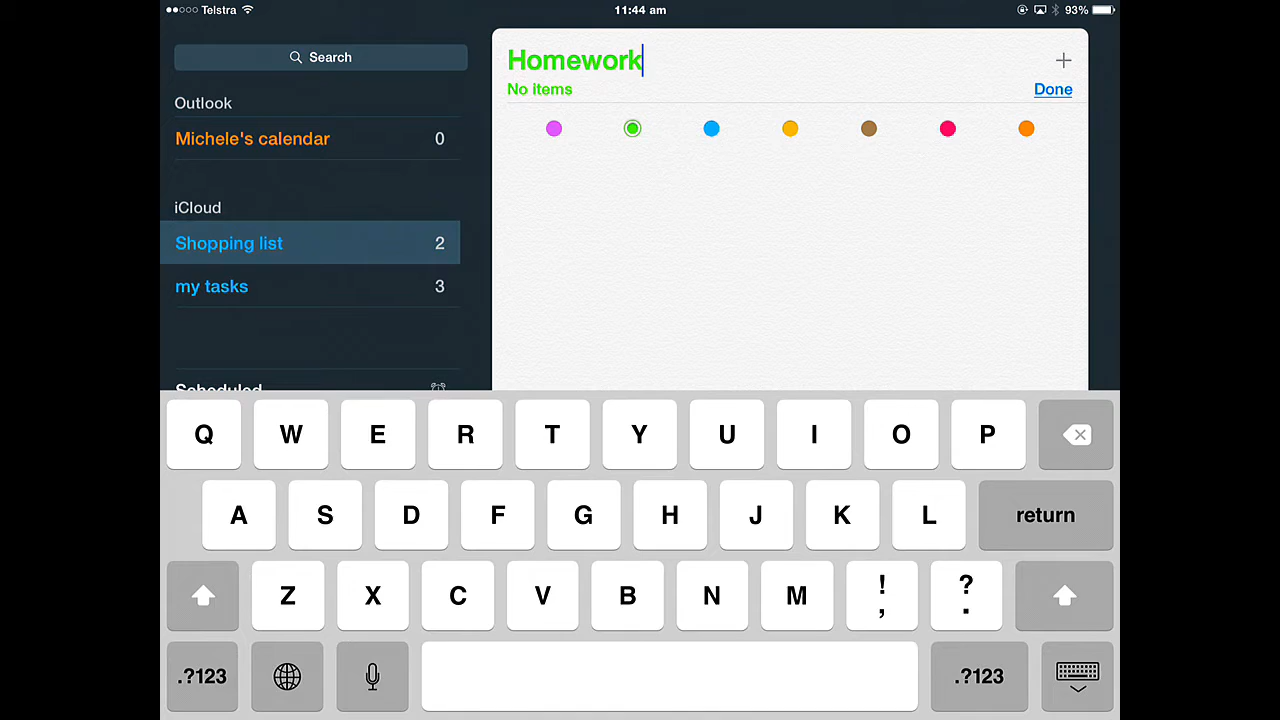 Telstra
11:44 am
93%
Search
Outlook
Michele's calendar 0
iCloud
Shopping list 2
my tasks 3
Scheduled
Homework
No items
Done
Q W E R T Y U I O P
A S D F G H J K L return
Z X C V B N M ! , ? .
.?123 .?123